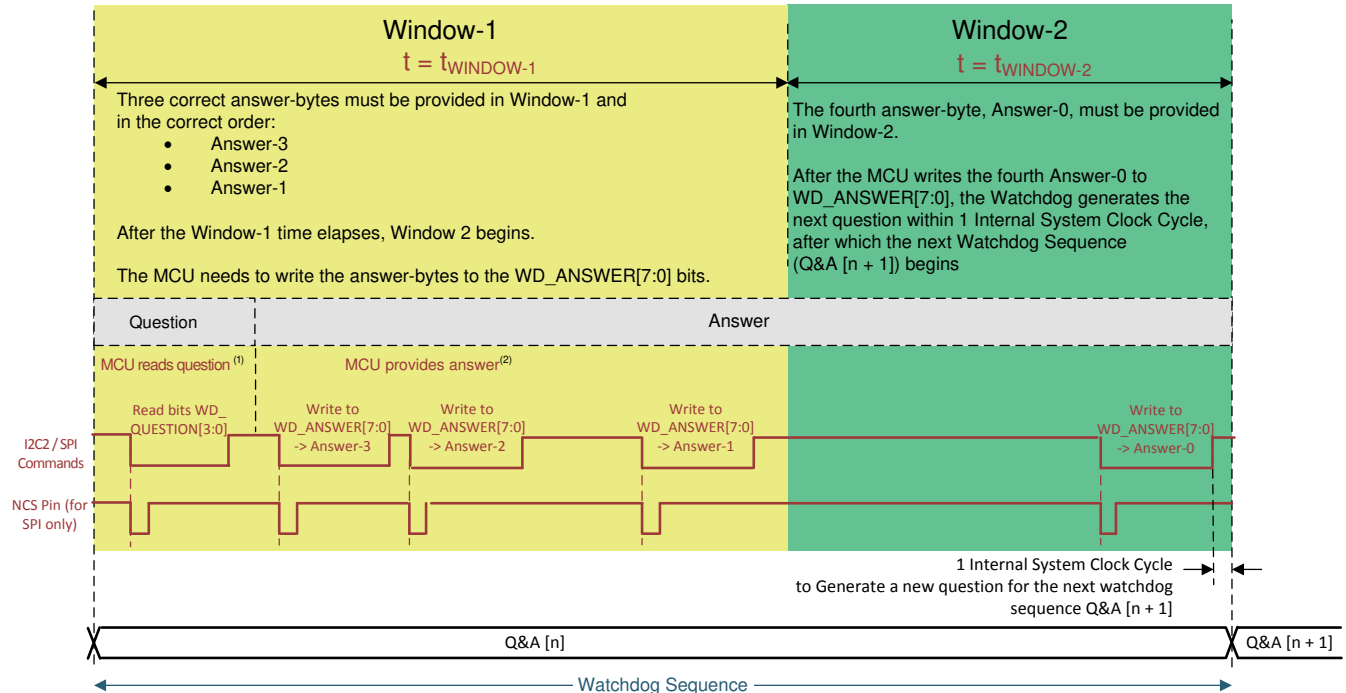 Window-1
t = tWINDOW-1
Three correct answer-bytes must be provided in Window-1 and
in the correct order:
• Answer-3
• Answer-2
• Answer-1
After the Window-1 time elapses, Window 2 begins.
The MCU needs to write the answer-bytes to the WD_ANSWER[7:0] bits.
Window-2
t = tWINDOW-2
The fourth answer-byte, Answer-0, must be provided
in Window-2.
After the MCU writes the fourth Answer-0 to
WD_ANSWER[7:0], the Watchdog generates the
next question within 1 Internal System Clock Cycle,
after which the next Watchdog Sequence
(Q&A [n + 1]) begins
Question
Answer
MCU reads question (1)
MCU provides answer(2)
I2C2 / SPI
Commands
Read bits WD_
QUESTION[3:0]
Write to
WD_ANSWER[7:0]
-> Answer-3
Write to
WD_ANSWER[7:0]
-> Answer-2
Write to
WD_ANSWER[7:0]
-> Answer-1
Write to
WD_ANSWER[7:0]
-> Answer-0
NCS Pin (for
SPI only)
1 Internal System Clock Cycle
to Generate a new question for the next watchdog
sequence Q&A [n + 1]
Q&A [n]
Q&A [n + 1]
Watchdog Sequence